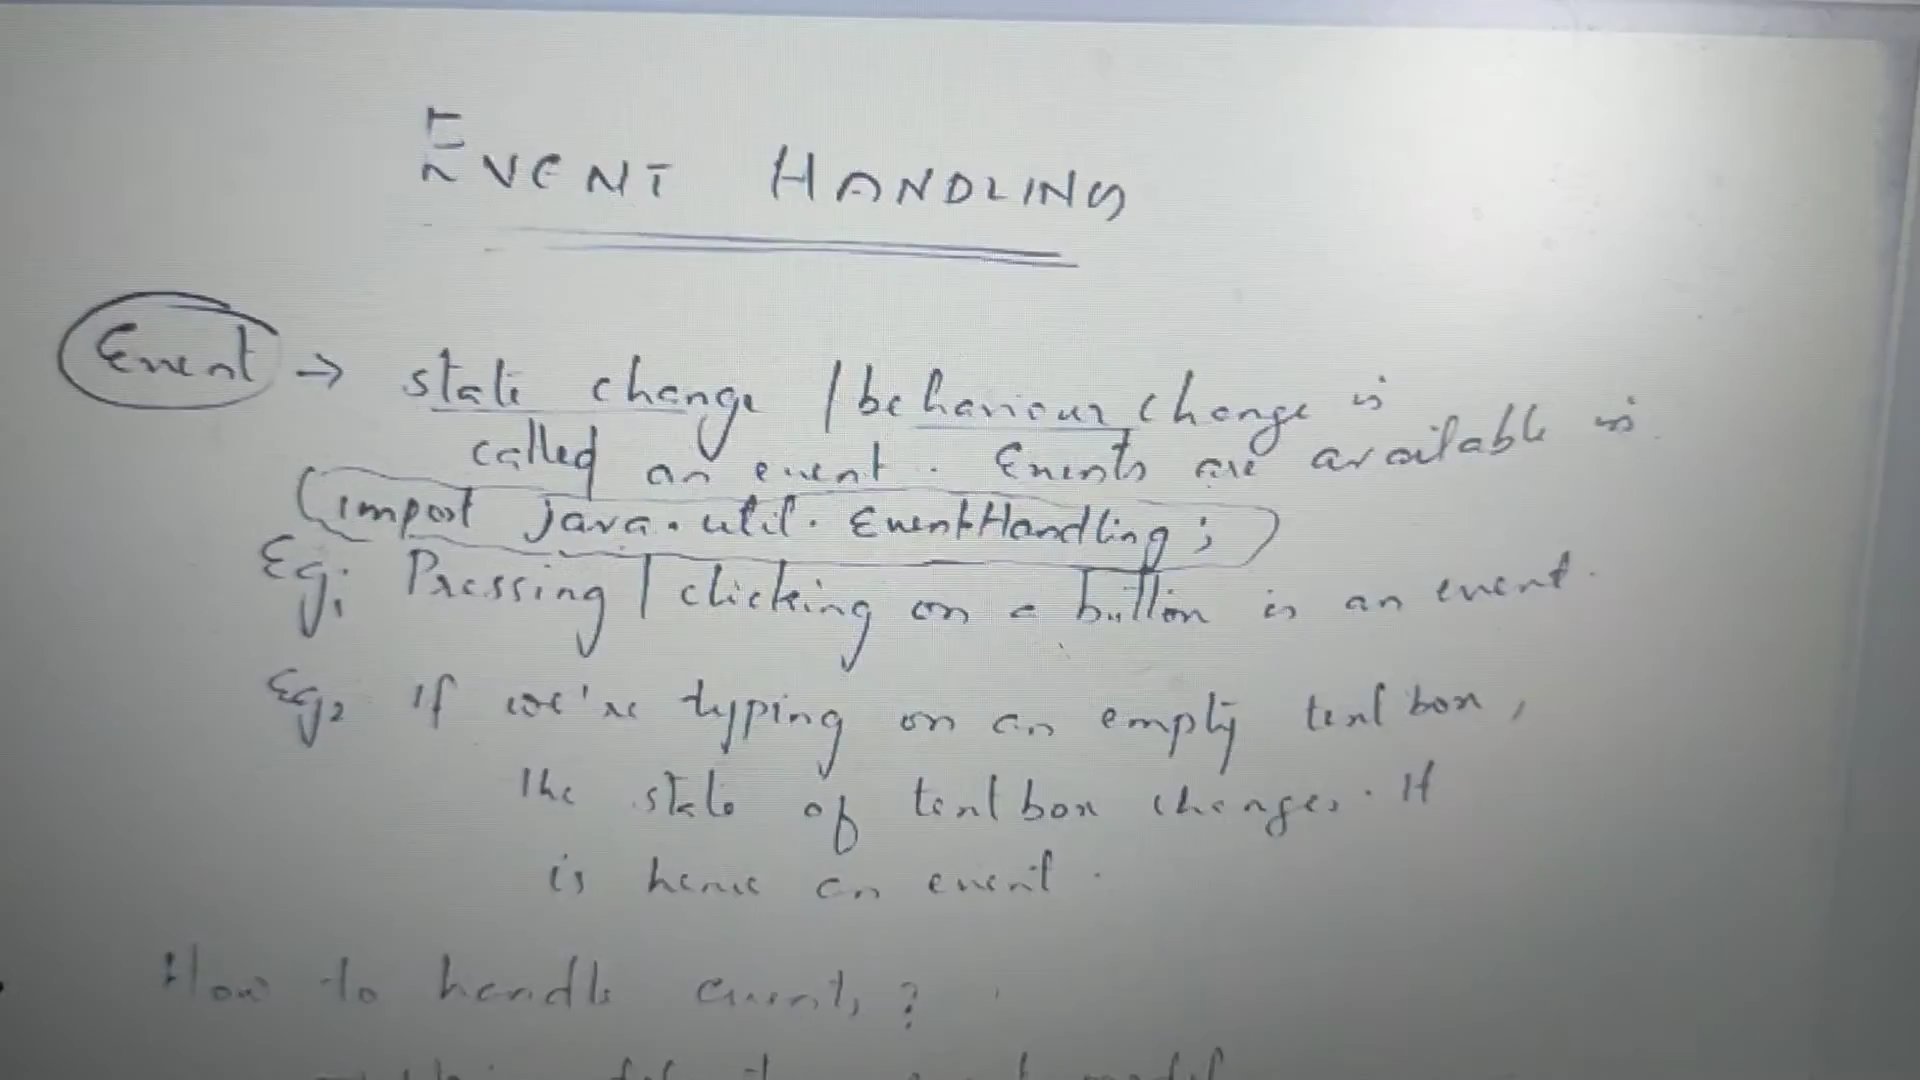 EVENT HANDLING
Event → state change / behaviour change is
called an event. Events are available in
(import java.util.EventHandling;)
Eg1 Pressing / clicking on a button is an event.
Eg2 If we're typing on an empty text box,
the state of text box changes. It
is hence an event.
How to handle events?